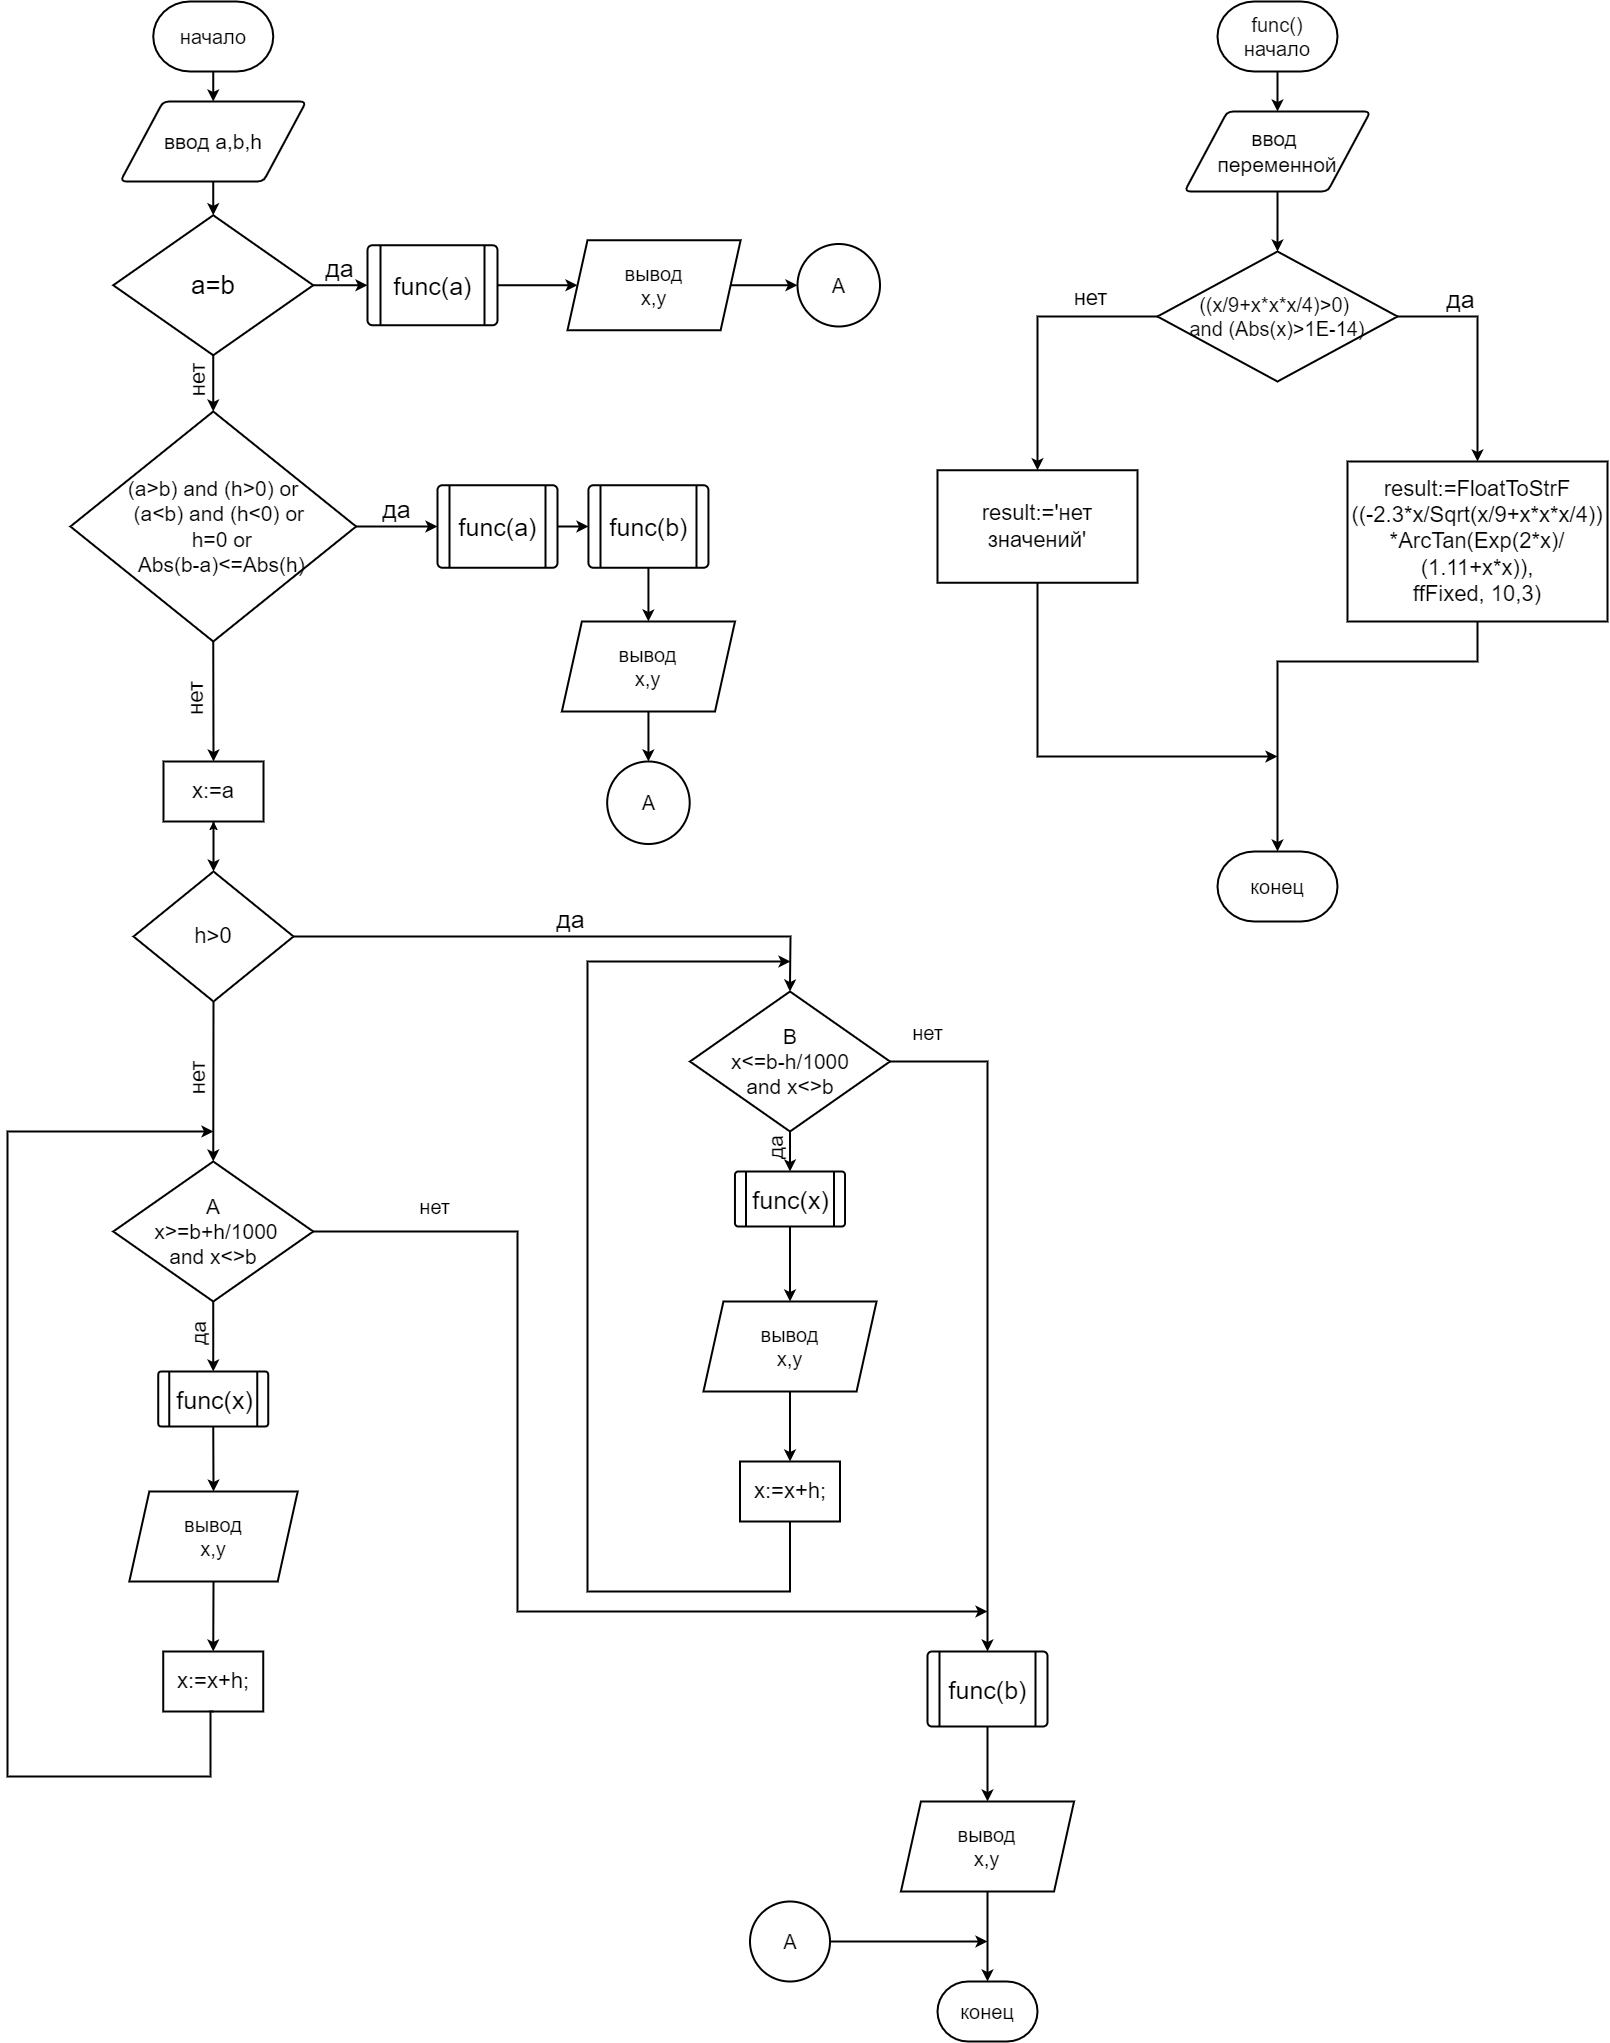 начало
ввод a,b,h
a=b
да
func(a)
вывод
x,y
A
нет
(a>b) and (h>0) or
(a<b) and (h<0) or
h=0 or
Abs(b-a)<=Abs(h)
да
func(a)
func(b)
вывод
x,y
A
нет
x:=a
h>0
да
нет
B
x<=b-h/1000
and x<>b
нет
да
func(x)
вывод
x,y
x:=x+h;
A
x>=b+h/1000
and x<>b
нет
да
func(x)
вывод
x,y
x:=x+h;
func(b)
вывод
x,y
A
конец
func()
начало
ввод
переменной
((x/9+x*x*x/4)>0)
and (Abs(x)>1E-14)
нет
да
result:='нет
значений'
result:=FloatToStrF
((-2.3*x/Sqrt(x/9+x*x*x/4))
*ArcTan(Exp(2*x)/
(1.11+x*x)),
ffFixed, 10,3)
конец